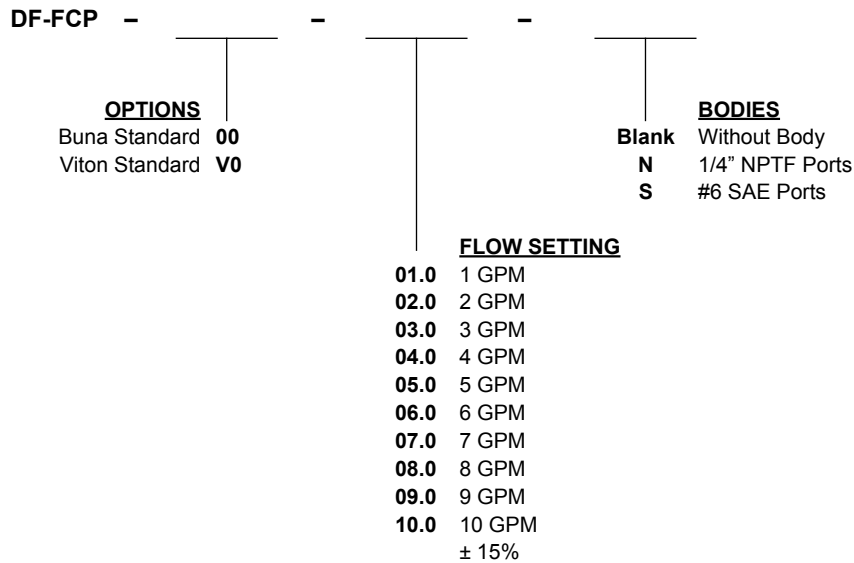 DF-FCP – – –
OPTIONS
Buna Standard 00
Viton Standard V0
BODIES
Blank Without Body
N 1/4” NPTF Ports
S #6 SAE Ports
FLOW SETTING
01.0 1 GPM
02.0 2 GPM
03.0 3 GPM
04.0 4 GPM
05.0 5 GPM
06.0 6 GPM
07.0 7 GPM
08.0 8 GPM
09.0 9 GPM
10.0 10 GPM
± 15%